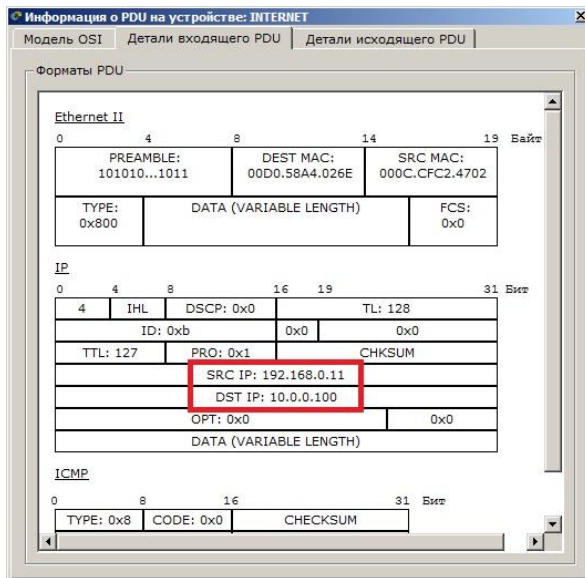 Информация о PDU на устройстве: INTERNET
Модель OSI Детали входящего PDU Детали исходящего PDU
Форматы PDU
Ethernet II
0 4 8 14 19 Байт
PREAMBLE: 101010...1011 DEST MAC: 00D0.58A4.026E SRC MAC: 000C.CFC2.4702
TYPE: 0x800 DATA (VARIABLE LENGTH) FCS: 0x0
IP
0 4 8 16 19 31 Бит
4 IHL DSCP: 0x0 TL: 128
ID: 0xb 0x0 0x0
TTL: 127 PRO: 0x1 CHKSUM
SRC IP: 192.168.0.11
DST IP: 10.0.0.100
OPT: 0x0 0x0
DATA (VARIABLE LENGTH)
ICMP
0 8 16 31 Бит
TYPE: 0x8 CODE: 0x0 CHECKSUM